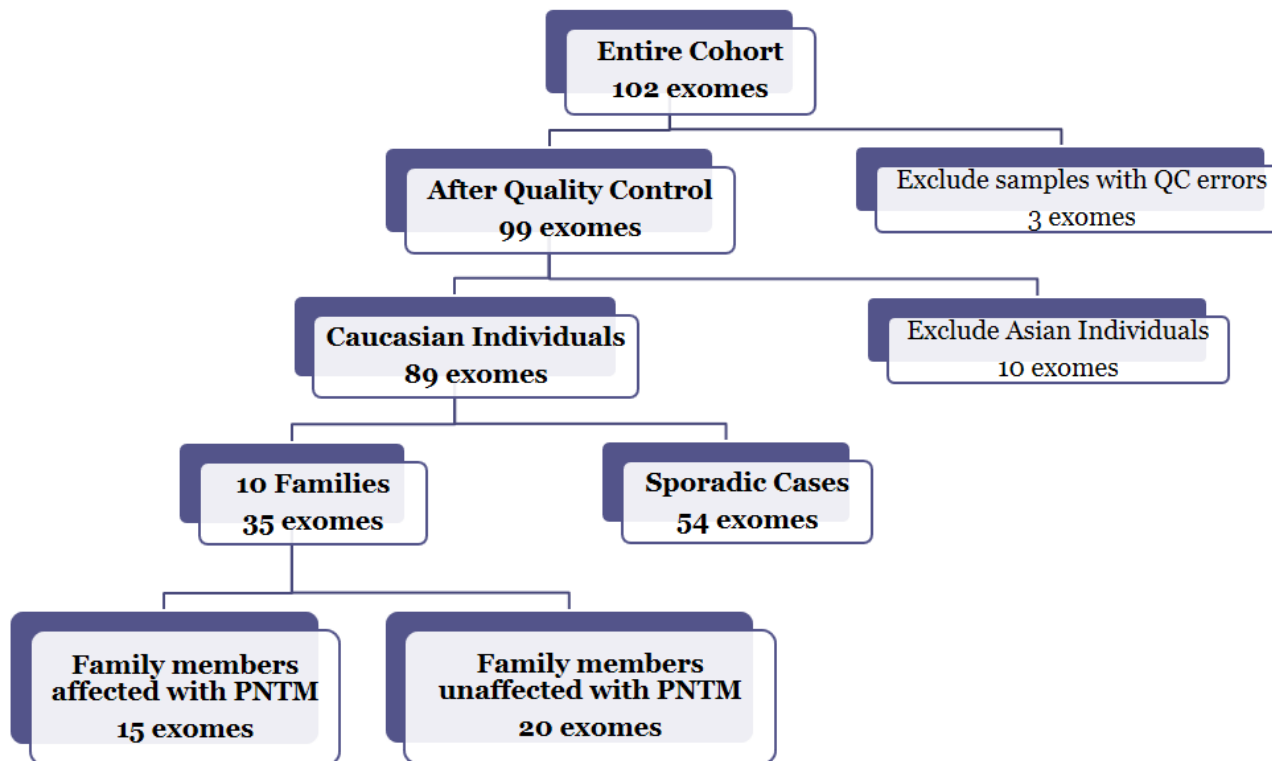 Entire Cohort
102 exomes
After Quality Control
99 exomes
Exclude samples with QC errors
3 exomes
Caucasian Individuals
89 exomes
Exclude Asian Individuals
10 exomes
10 Families
35 exomes
Sporadic Cases
54 exomes
Family members
affected with PNTM
15 exomes
Family members
unaffected with PNTM
20 exomes